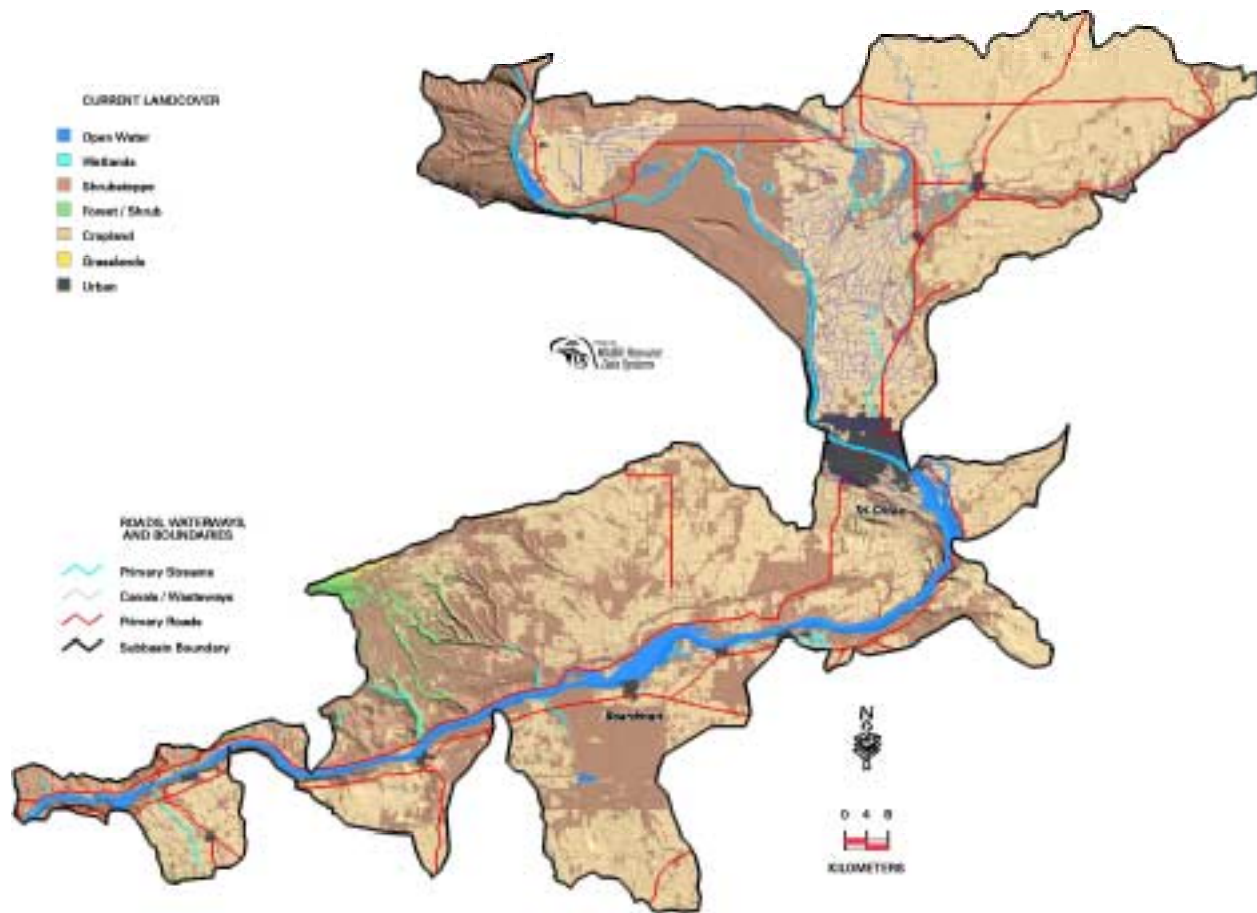 CURRENT LANDCOVER
Open Water
Wetlands
Shrubsteppe
Forest / Shrub
Cropland
Grasslands
Urban
ROADS, WATERWAYS,
AND BOUNDARIES
Primary Streams
Canals / Wasteways
Primary Roads
Subbasin Boundary
Boardman
N
0 4 8
KILOMETERS